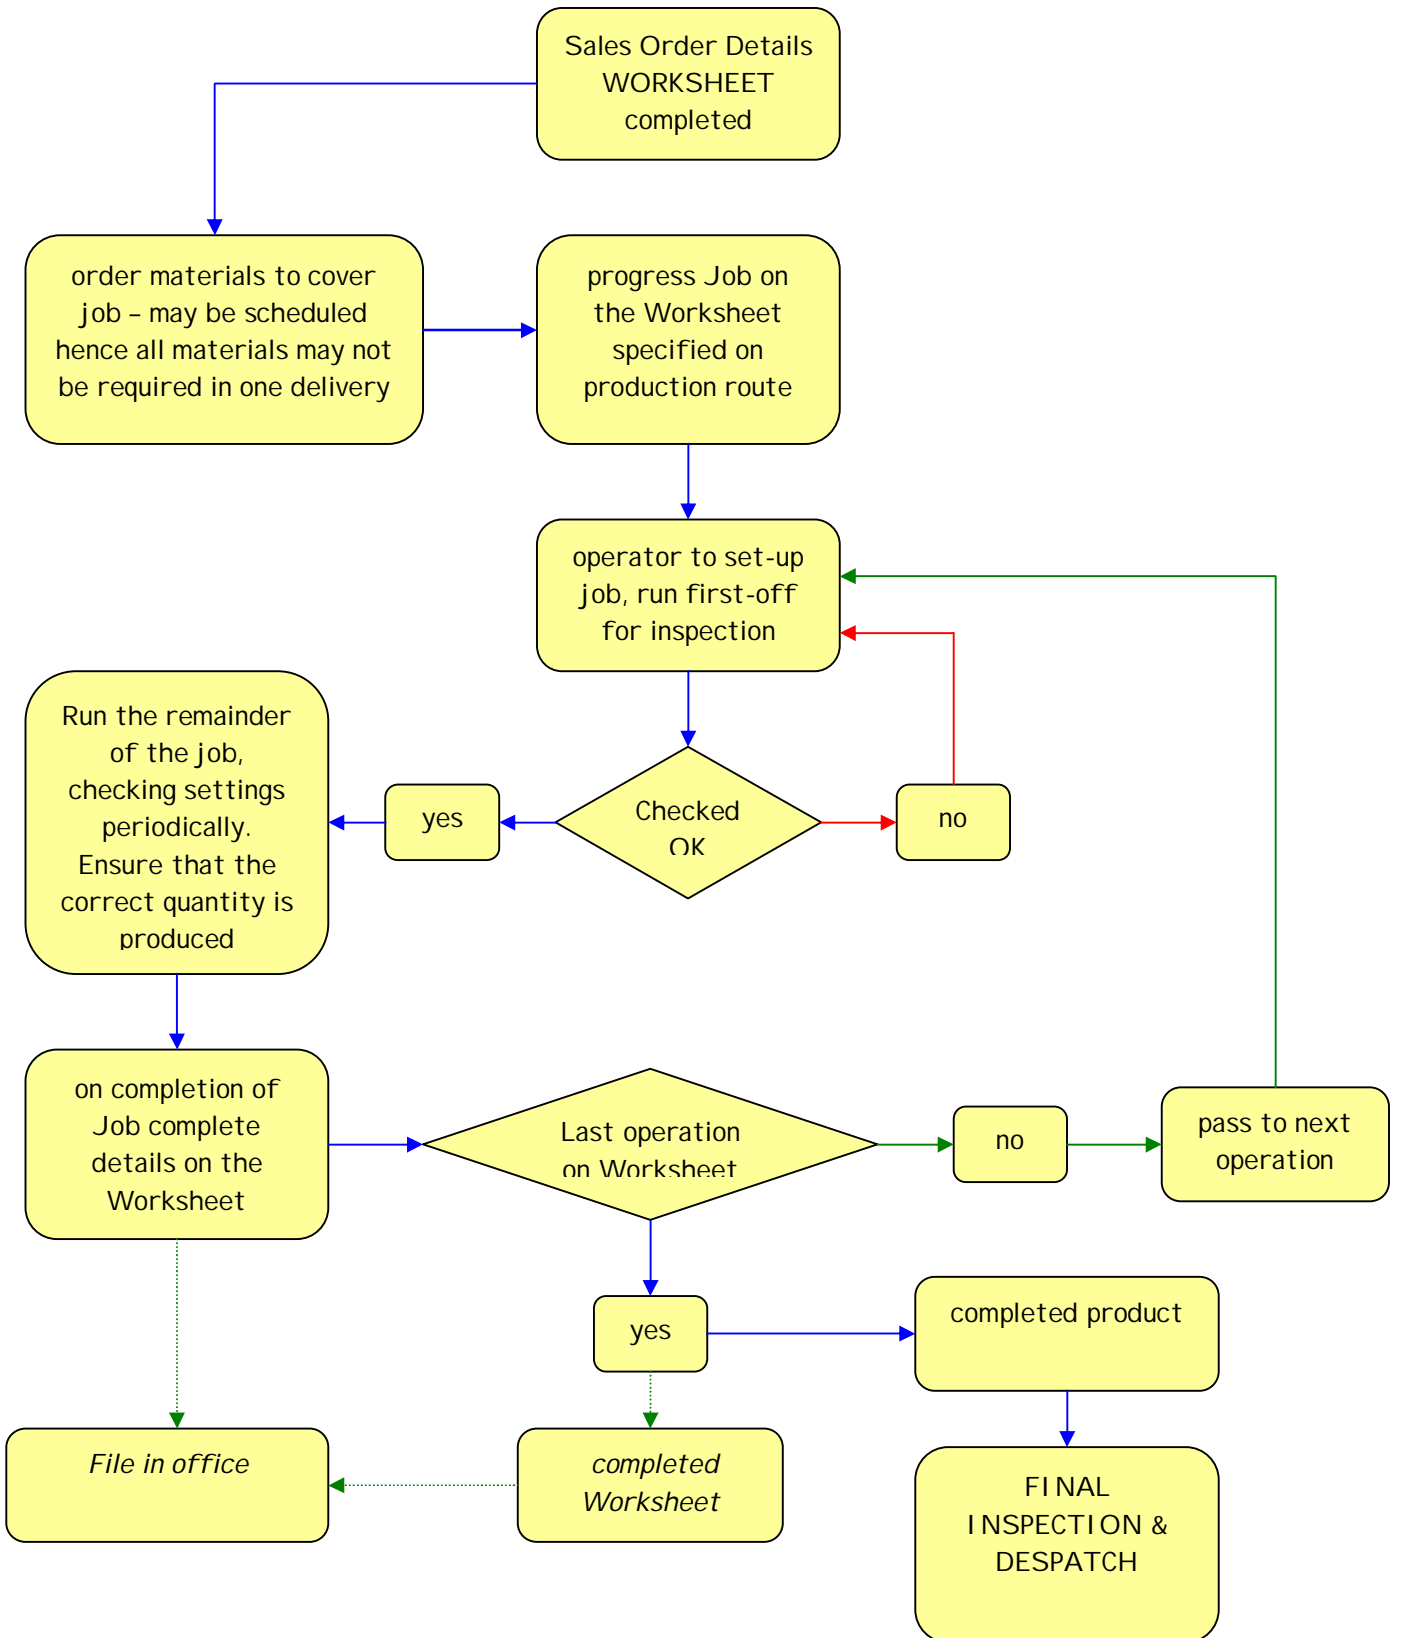 Sales Order Details
WORKSHEET
completed
order materials to cover
job – may be scheduled
hence all materials may not
be required in one delivery
progress Job on
the Worksheet
specified on
production route
operator to set-up
job, run first-off
for inspection
Run the remainder
of the job,
checking settings
periodically.
Ensure that the
correct quantity is
produced
yes
Checked
OK
no
on completion of
Job complete
details on the
Worksheet
Last operation
on Worksheet
no
pass to next
operation
yes
completed product
File in office
completed
Worksheet
FINAL
INSPECTION &
DESPATCH